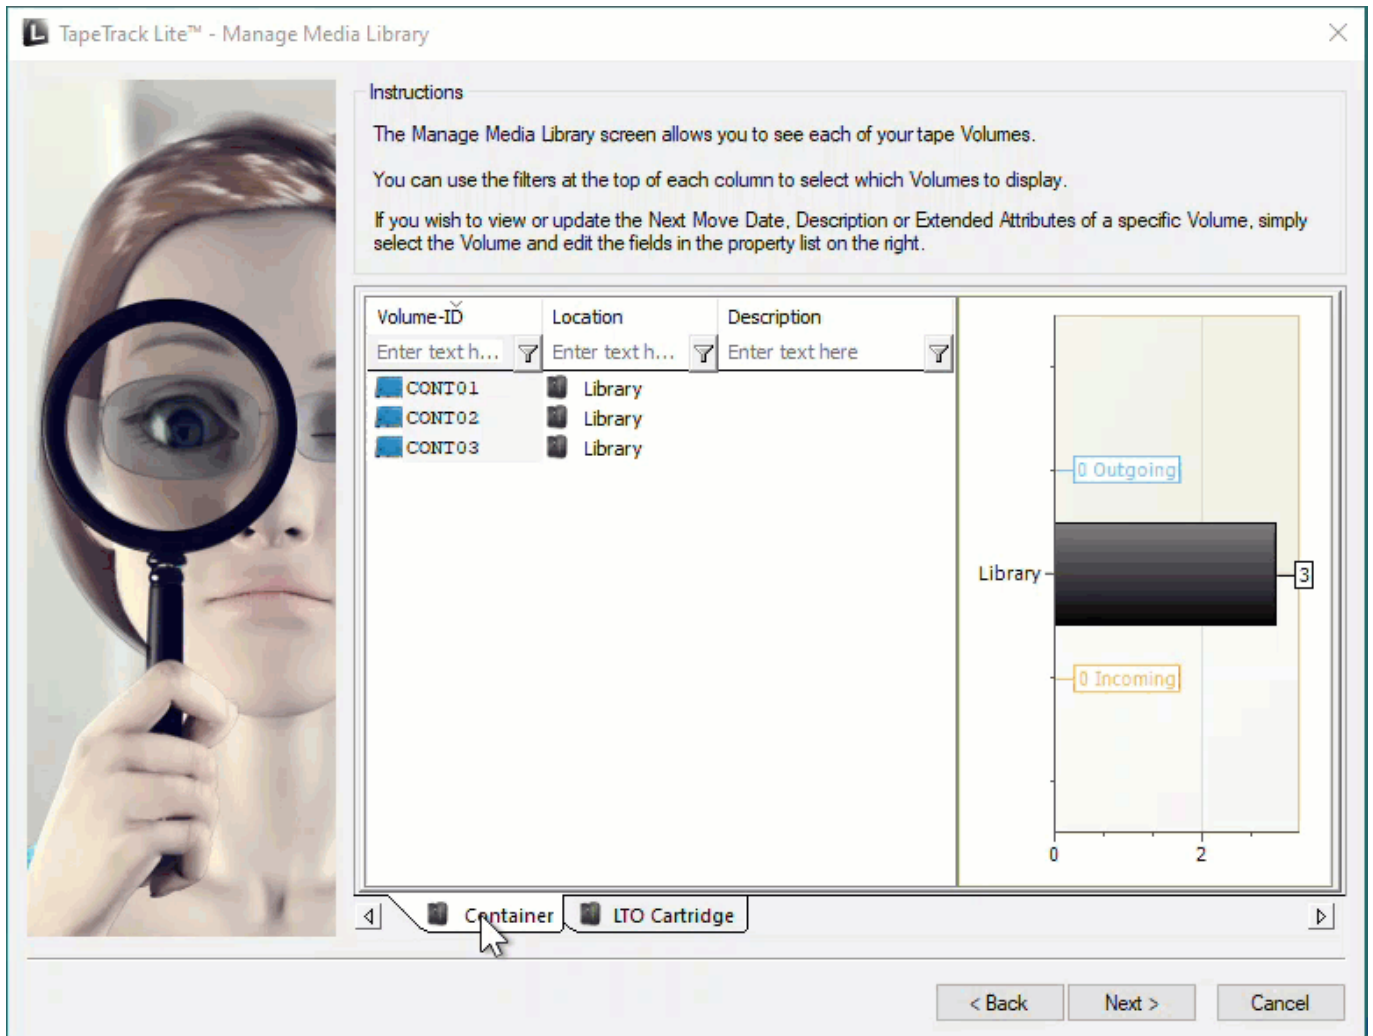 TapeTrack Lite™ - Manage Media Library
Instructions
The Manage Media Library screen allows you to see each of your tape Volumes.
You can use the filters at the top of each column to select which Volumes to display.
If you wish to view or update the Next Move Date, Description or Extended Attributes of a specific Volume, simply
select the Volume and edit the fields in the property list on the right.
Volume-ID Location Description
Enter text h... Enter text h... Enter text here
CONT01 Library
CONT02 Library
CONT03 Library
0 Outgoing
Library 3
0 Incoming
0 2
Container LTO Cartridge
< Back Next > Cancel